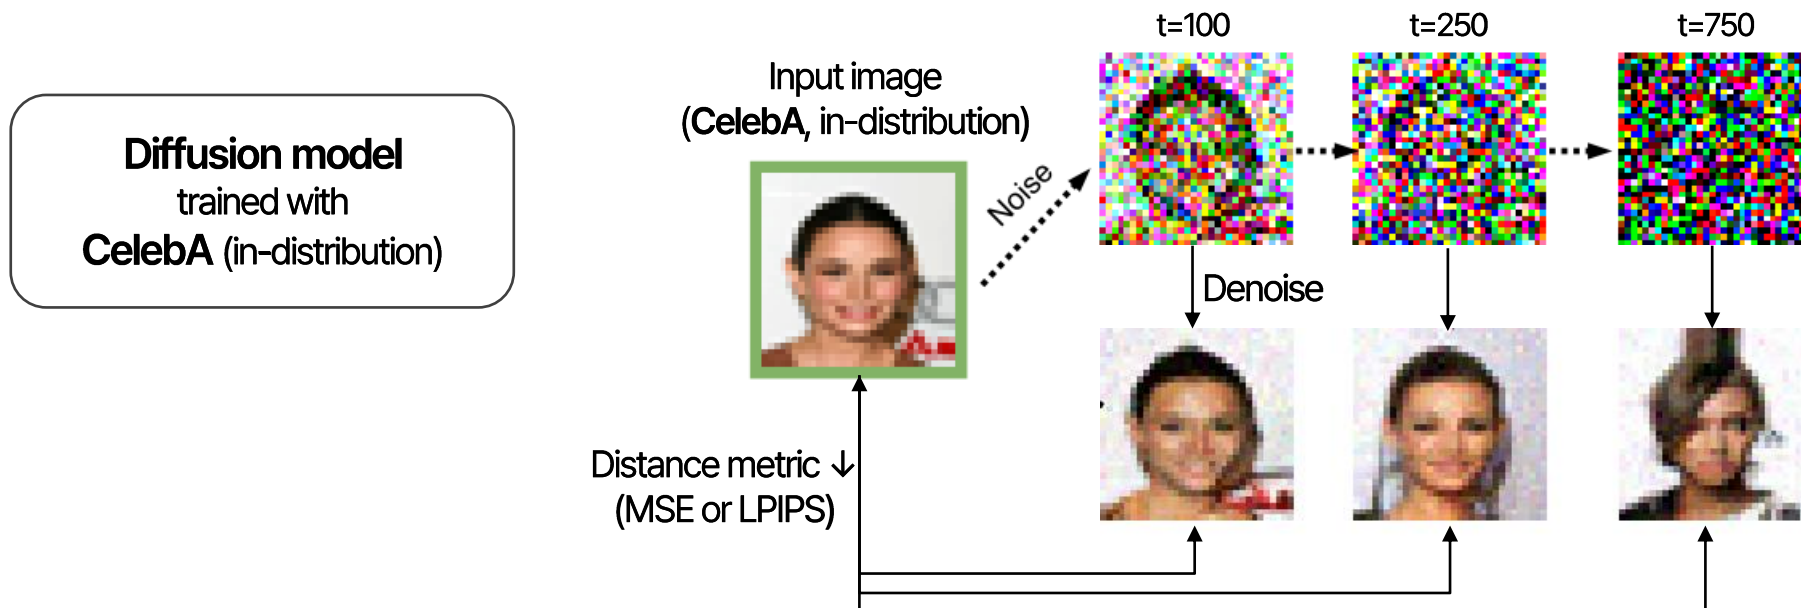 Diffusion model
trained with
CelebA (in-distribution)
Input image
(CelebA, in-distribution)
Noise
t=100
t=250
t=750
Denoise
Distance metric ↓
(MSE or LPIPS)